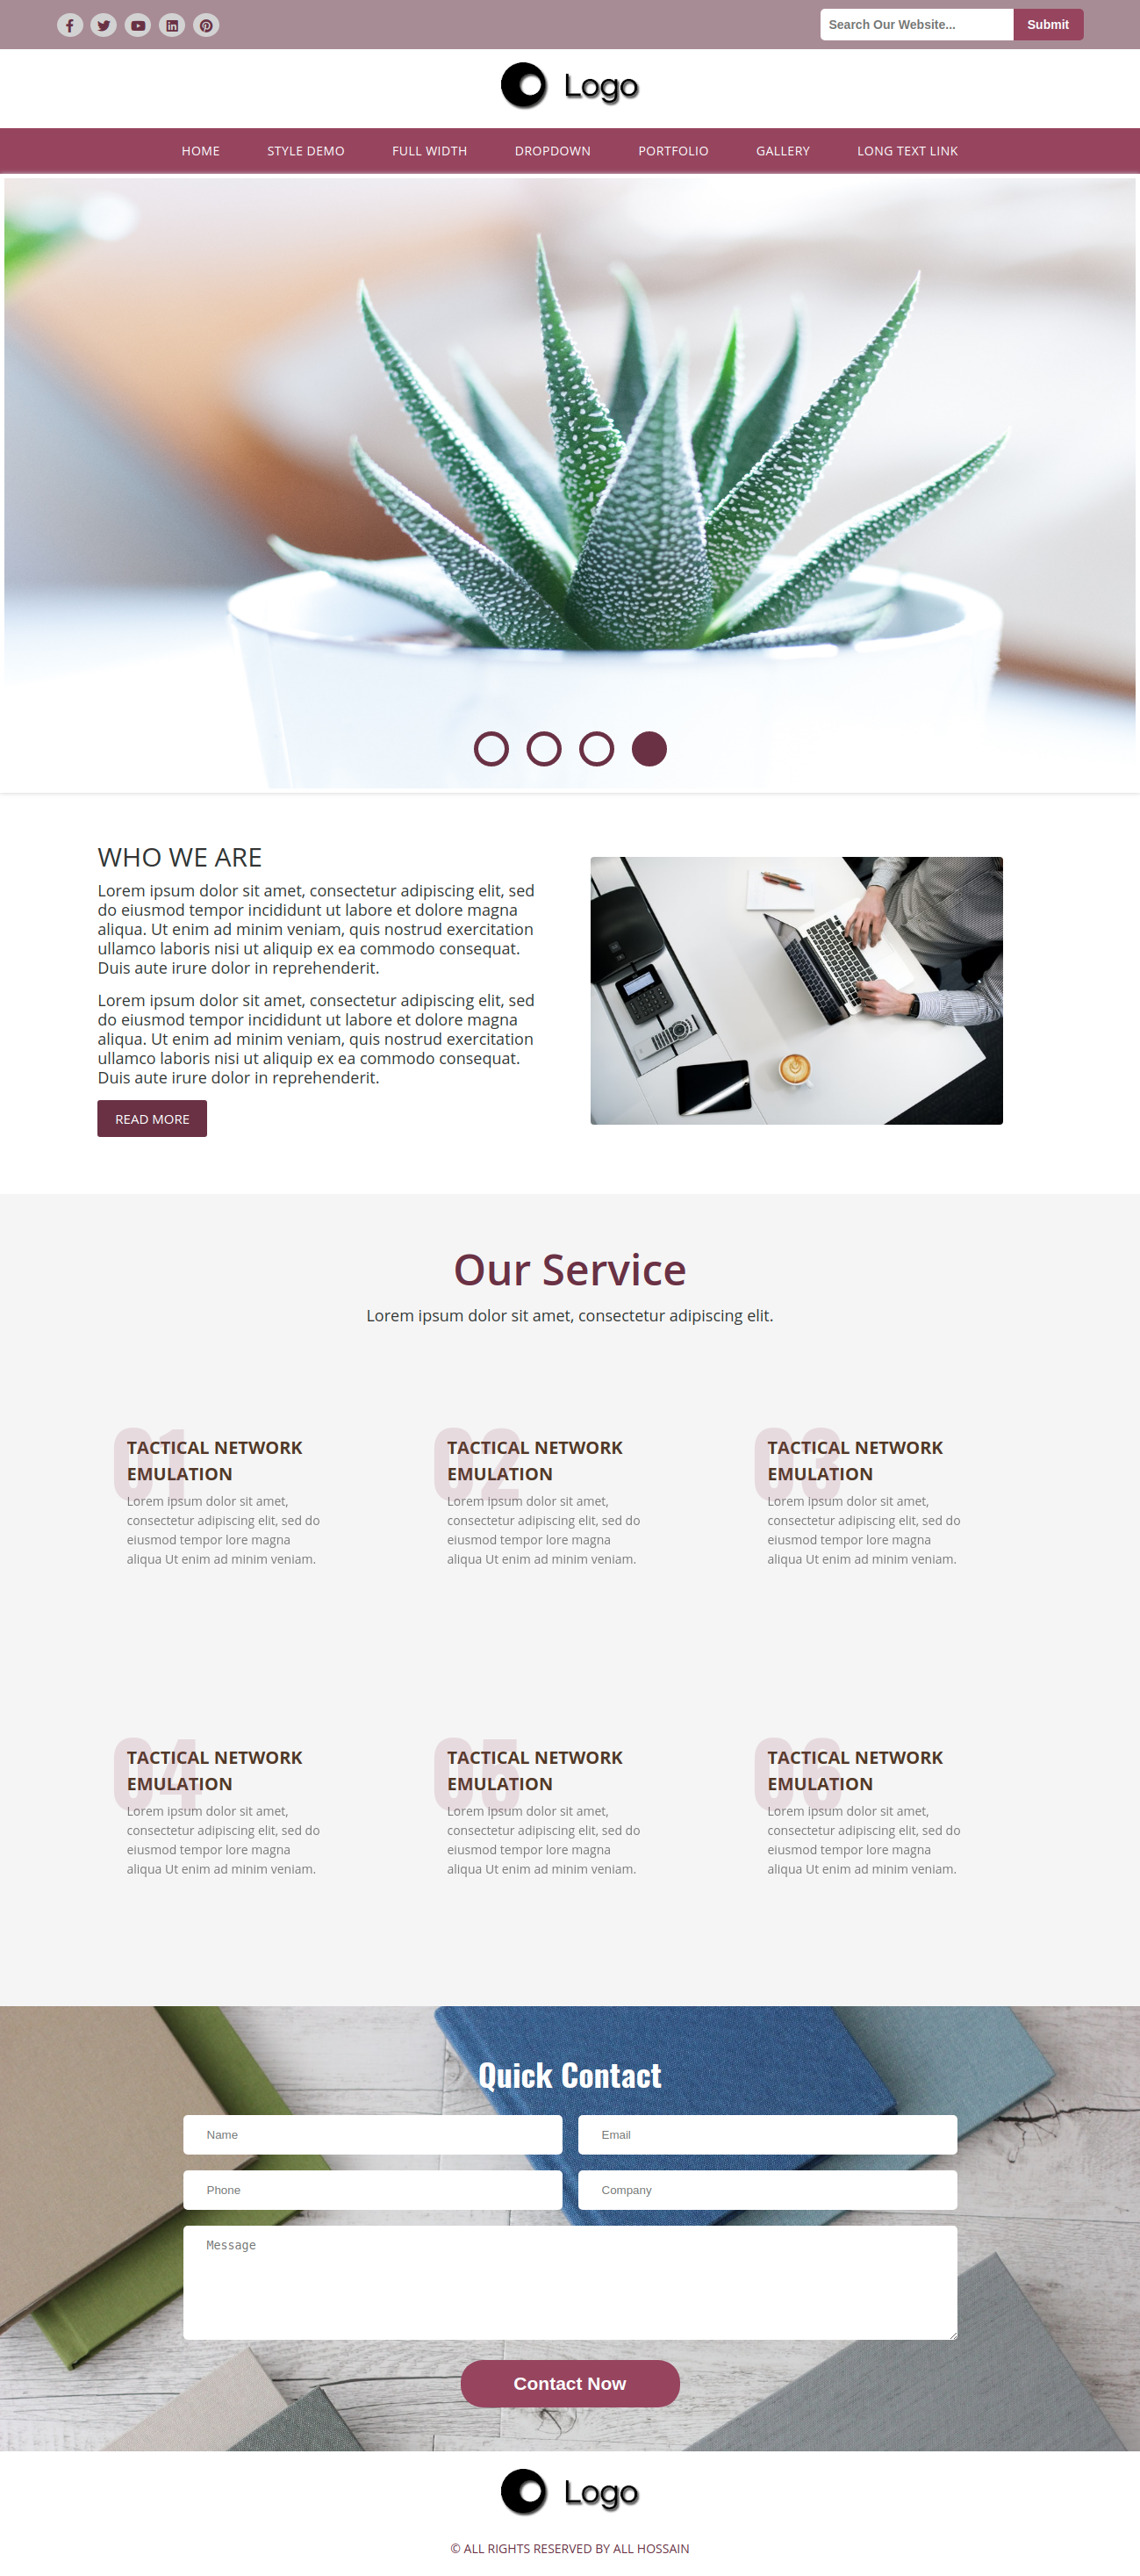 Search Our Website... Submit
Logo
HOME STYLE DEMO FULL WIDTH DROPDOWN PORTFOLIO GALLERY LONG TEXT LINK
WHO WE ARE
Lorem ipsum dolor sit amet, consectetur adipiscing elit, sed
do eiusmod tempor incididunt ut labore et dolore magna
aliqua. Ut enim ad minim veniam, quis nostrud exercitation
ullamco laboris nisi ut aliquip ex ea commodo consequat.
Duis aute irure dolor in reprehenderit.
Lorem ipsum dolor sit amet, consectetur adipiscing elit, sed
do eiusmod tempor incididunt ut labore et dolore magna
aliqua. Ut enim ad minim veniam, quis nostrud exercitation
ullamco laboris nisi ut aliquip ex ea commodo consequat.
Duis aute irure dolor in reprehenderit.
READ MORE
Our Service
Lorem ipsum dolor sit amet, consectetur adipiscing elit.
01
TACTICAL NETWORK
EMULATION
Lorem ipsum dolor sit amet,
consectetur adipiscing elit, sed do
eiusmod tempor lore magna
aliqua Ut enim ad minim veniam.
02
TACTICAL NETWORK
EMULATION
Lorem ipsum dolor sit amet,
consectetur adipiscing elit, sed do
eiusmod tempor lore magna
aliqua Ut enim ad minim veniam.
03
TACTICAL NETWORK
EMULATION
Lorem ipsum dolor sit amet,
consectetur adipiscing elit, sed do
eiusmod tempor lore magna
aliqua Ut enim ad minim veniam.
04
TACTICAL NETWORK
EMULATION
Lorem ipsum dolor sit amet,
consectetur adipiscing elit, sed do
eiusmod tempor lore magna
aliqua Ut enim ad minim veniam.
05
TACTICAL NETWORK
EMULATION
Lorem ipsum dolor sit amet,
consectetur adipiscing elit, sed do
eiusmod tempor lore magna
aliqua Ut enim ad minim veniam.
06
TACTICAL NETWORK
EMULATION
Lorem ipsum dolor sit amet,
consectetur adipiscing elit, sed do
eiusmod tempor lore magna
aliqua Ut enim ad minim veniam.
Quick Contact
Name Email
Phone Company
Message
Contact Now
Logo
© ALL RIGHTS RESERVED BY ALL HOSSAIN